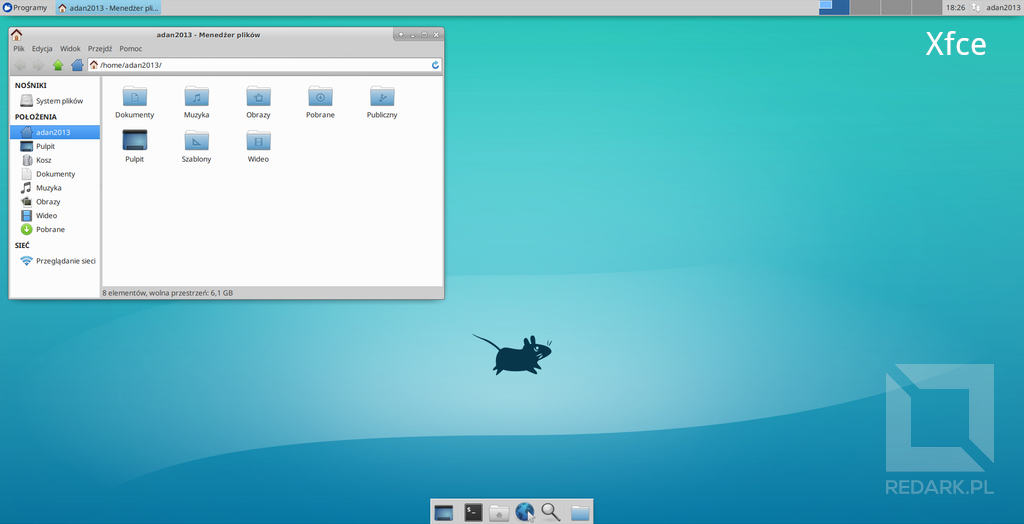 Programy
adan2013 - Menedżer pli...
18:26
adan2013
Xfce
adan2013 - Menedżer plików
Plik Edycja Widok Przejdź Pomoc
/home/adan2013/
NOŚNIKI
System plików
POŁOŻENIA
adan2013
Pulpit
Kosz
Dokumenty
Muzyka
Obrazy
Wideo
Pobrane
SIEĆ
Przeglądanie sieci
Dokumenty Muzyka Obrazy Pobrane Publiczny
Pulpit Szablony Wideo
8 elementów, wolna przestrzeń: 6,1 GB
REDARK.PL